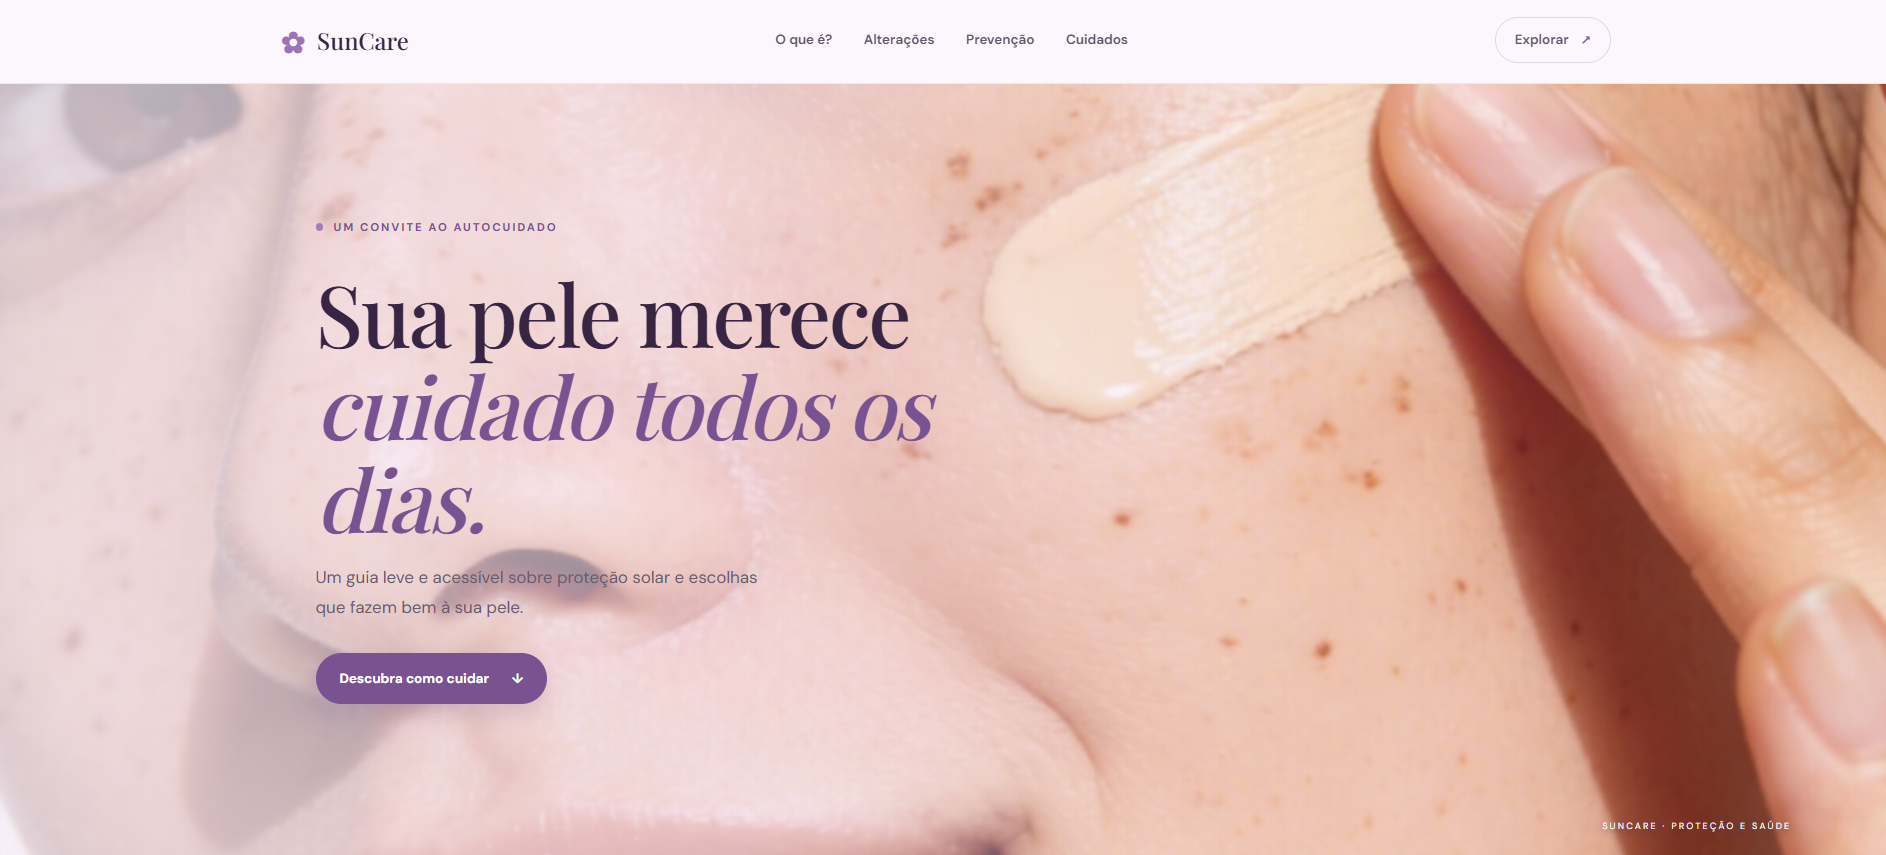 SunCare
O que é?
Alterações
Prevenção
Cuidados
Explorar ↗
UM CONVITE AO AUTOCUIDADO
Sua pele merece
cuidado todos os
dias.
Um guia leve e acessível sobre proteção solar e escolhas
que fazem bem à sua pele.
Descubra como cuidar ↓
SUNCARE · PROTEÇÃO E SAÚDE